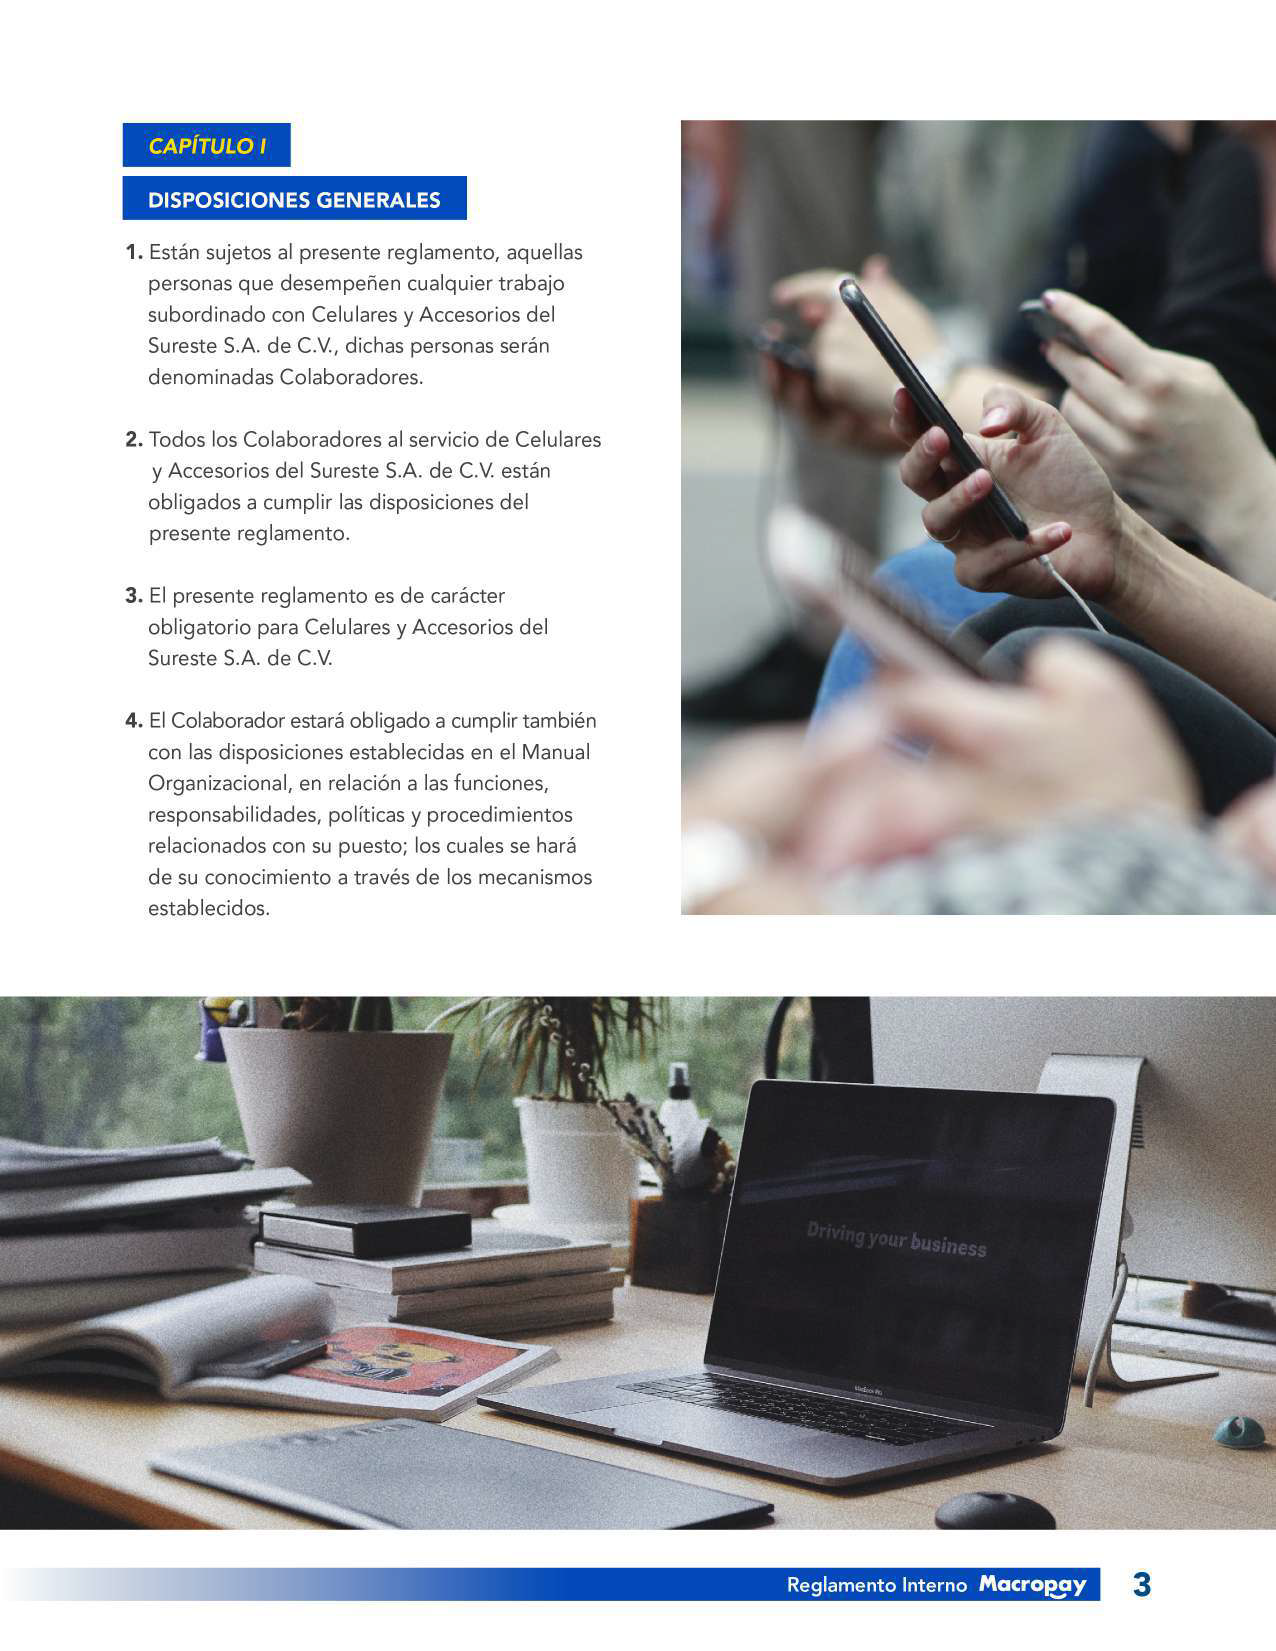 CAPÍTULO I
DISPOSICIONES GENERALES
1. Están sujetos al presente reglamento, aquellas
personas que desempeñen cualquier trabajo
subordinado con Celulares y Accesorios del
Sureste S.A. de C.V., dichas personas serán
denominadas Colaboradores.
2. Todos los Colaboradores al servicio de Celulares
y Accesorios del Sureste S.A. de C.V. están
obligados a cumplir las disposiciones del
presente reglamento.
3. El presente reglamento es de carácter
obligatorio para Celulares y Accesorios del
Sureste S.A. de C.V.
4. El Colaborador estará obligado a cumplir también
con las disposiciones establecidas en el Manual
Organizacional, en relación a las funciones,
responsabilidades, políticas y procedimientos
relacionados con su puesto; los cuales se hará
de su conocimiento a través de los mecanismos
establecidos.
Driving your business
MacBook Pro
Reglamento Interno Macropay 3